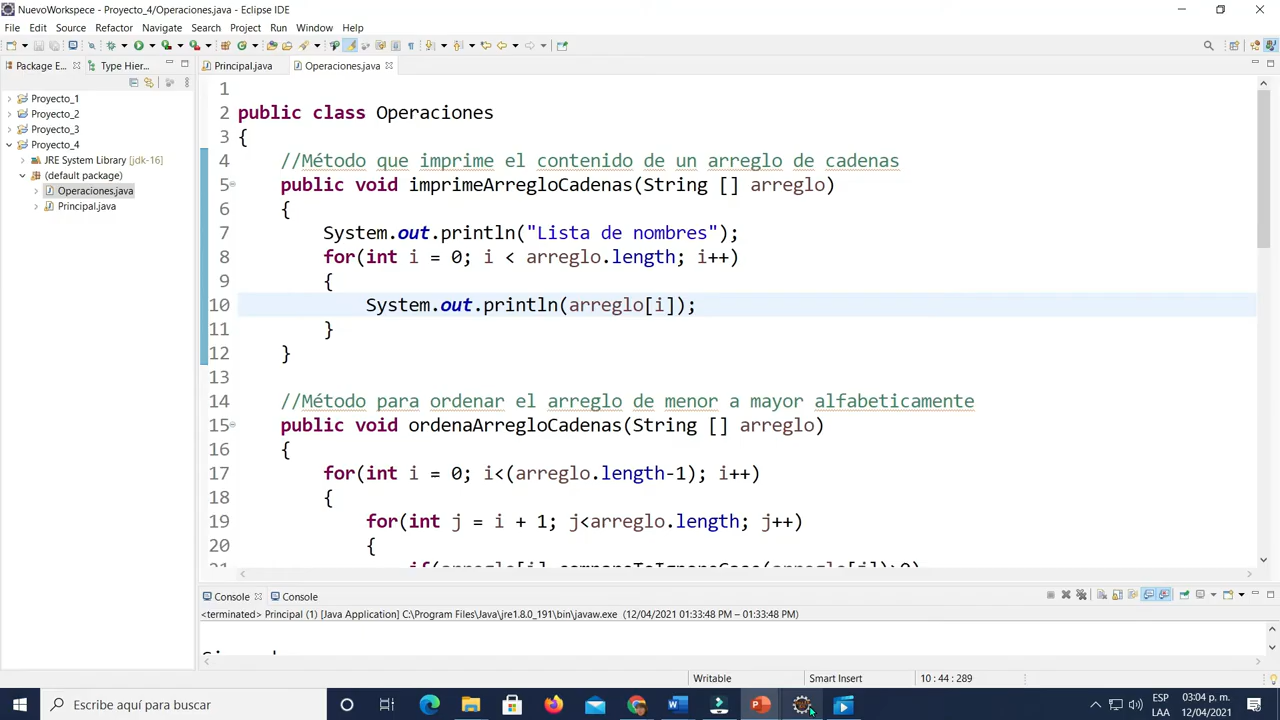 NuevoWorkspece - Proyecto_4/Operaciones.java - Eclipse IDE
File Edit Source Refactor Navigate Search Project Run Window Help
Package E... Type Hier...
Principal.java Operaciones.java
Proyecto_1
Proyecto_2
Proyecto_3
Proyecto_4
JRE System Library [jdk-16]
(default package)
Operaciones.java
Principal.java
1
2 public class Operaciones
3 {
4 //Método que imprime el contenido de un arreglo de cadenas
5 public void imprimeArregloCadenas(String [] arreglo)
6 {
7 System.out.println("Lista de nombres");
8 for(int i = 0; i < arreglo.length; i++)
9 {
10 System.out.println(arreglo[i]);
11 }
12 }
13
14 //Método para ordenar el arreglo de menor a mayor alfabeticamente
15 public void ordenaArregloCadenas(String [] arreglo)
16 {
17 for(int i = 0; i<(arreglo.length-1); i++)
18 {
19 for(int j = i + 1; j<arreglo.length; j++)
20 {
Console Console
<terminated> Principal (1) [Java Application] C:\Program Files\Java\jre1.8.0_191\bin\javaw.exe (12/04/2021 01:33:48 PM – 01:33:48 PM)
Writable Smart Insert 10 : 44 : 289
Escribe aquí para buscar
ESP 03:04 p. m.
LAA 12/04/2021